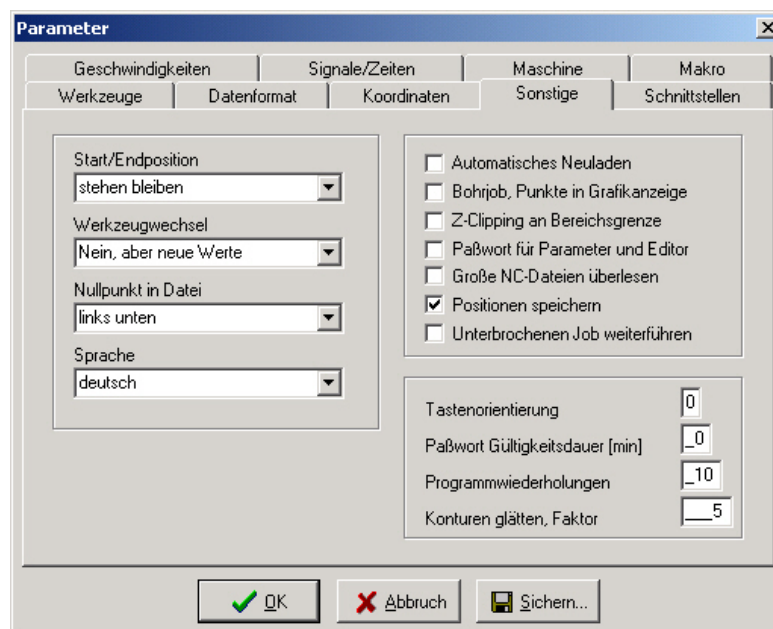 Parameter
Geschwindigkeiten Signale/Zeiten Maschine Makro
Werkzeuge Datenformat Koordinaten Sonstige Schnittstellen
Start/Endposition
stehen bleiben
Werkzeugwechsel
Nein, aber neue Werte
Nullpunkt in Datei
links unten
Sprache
deutsch
Automatisches Neuladen
Bohrjob, Punkte in Grafikanzeige
Z-Clipping an Bereichsgrenze
Paßwort für Parameter und Editor
Große NC-Dateien überlesen
Positionen speichern
Unterbrochenen Job weiterführen
Tastenorientierung 0
Paßwort Gültigkeitsdauer [min] _0
Programmwiederholungen _10
Konturen glätten, Faktor ___5
OK Abbruch Sichern...